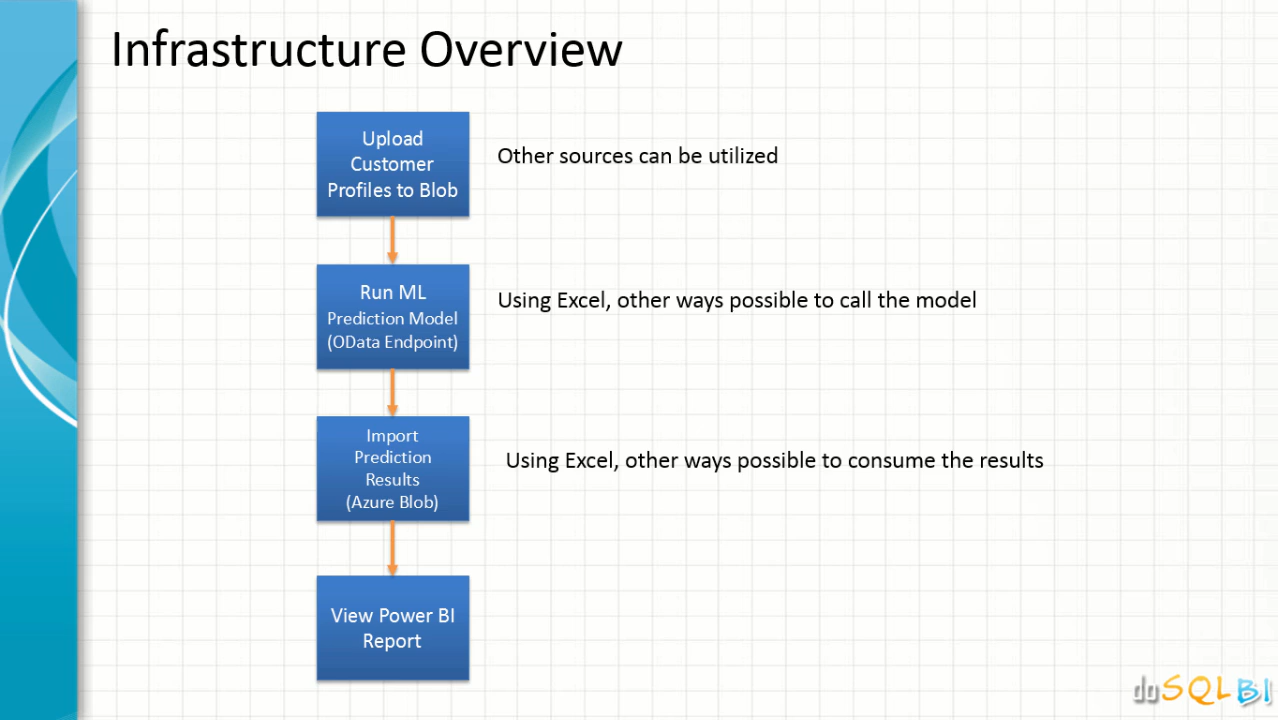 Infrastructure Overview
Upload
Customer
Profiles to Blob
Other sources can be utilized
Run ML
Prediction Model
(OData Endpoint)
Using Excel, other ways possible to call the model
Import
Prediction
Results
(Azure Blob)
Using Excel, other ways possible to consume the results
View Power BI
Report
doSQLBI